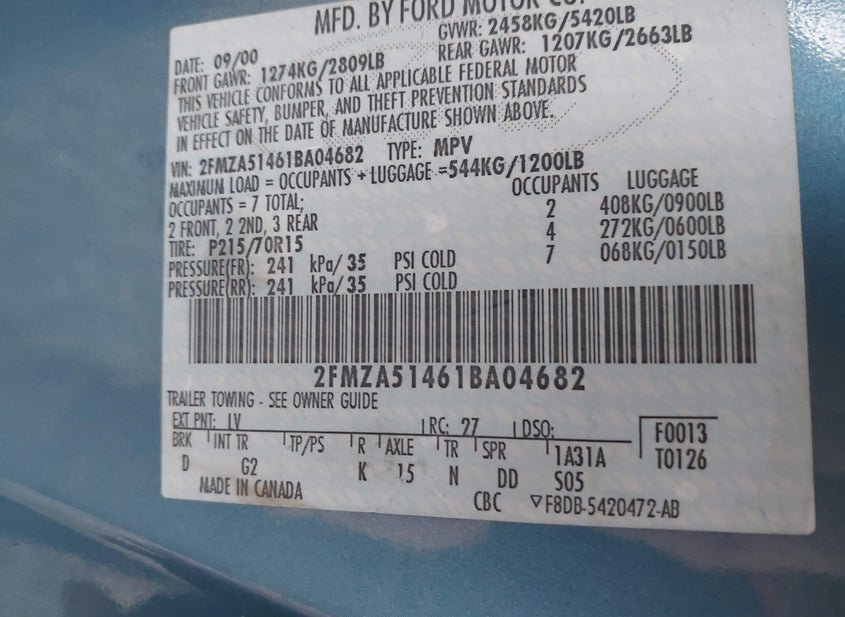 MFD. BY FORD MOTOR CO.
DATE: 09/00 GVWR: 2458KG/5420LB
FRONT GAWR: 1274KG/2809LB REAR GAWR: 1207KG/2663LB
THIS VEHICLE CONFORMS TO ALL APPLICABLE FEDERAL MOTOR
VEHICLE SAFETY, BUMPER, AND THEFT PREVENTION STANDARDS
IN EFFECT ON THE DATE OF MANUFACTURE SHOWN ABOVE.
VIN: 2FMZA51461BA04682 TYPE: MPV
MAXIMUM LOAD = OCCUPANTS + LUGGAGE =544KG/1200LB
OCCUPANTS = 7 TOTAL; OCCUPANTS LUGGAGE
2 FRONT, 2 2ND, 3 REAR 2 408KG/0900LB
TIRE: P215/70R15 4 272KG/0600LB
PRESSURE(FR): 241 kPa/ 35 PSI COLD 7 068KG/0150LB
PRESSURE(RR): 241 kPa/ 35 PSI COLD
2FMZA51461BA04682
TRAILER TOWING - SEE OWNER GUIDE
EXT PNT: LV RC: 27 DSO: F0013
BRK INT TR TP/PS R AXLE TR SPR 1A31A T0126
D G2 K 15 N DD S05
MADE IN CANADA CBC ▽F8DB-5420472-AB